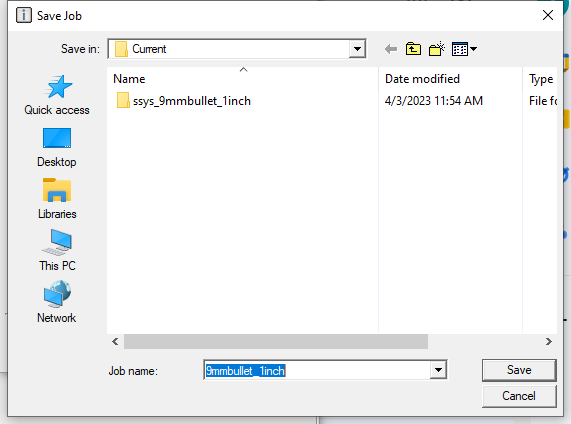 Save Job
Save in:
Current
Name
Date modified
Type
ssys_9mmbullet_1inch
4/3/2023 11:54 AM
File fo
Quick access
Desktop
Libraries
This PC
Network
Job name:
9mmbullet_1inch
Save
Cancel